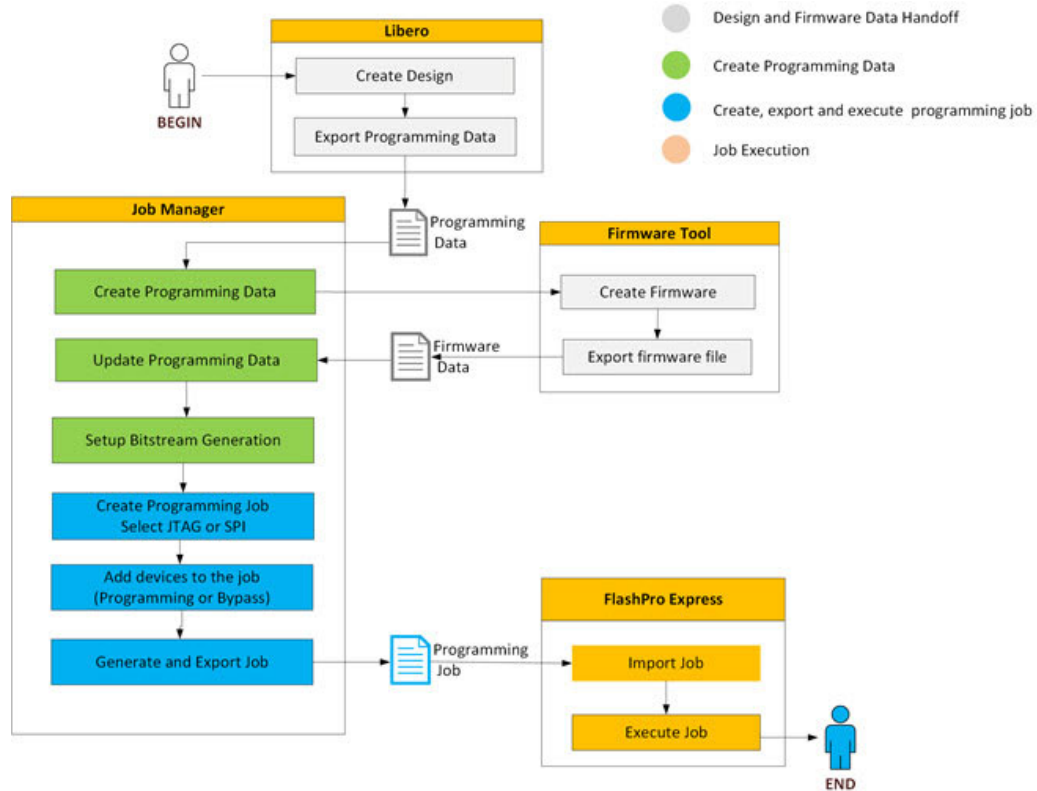 Libero
Create Design
Export Programming Data
BEGIN
Design and Firmware Data Handoff
Create Programming Data
Create, export and execute  programming job
Job Execution
Job Manager
Programming
Data
Create Programming Data
Update Programming Data
Setup Bitstream Generation
Create Programming Job
Select JTAG or SPI
Add devices to the job
(Programming or Bypass)
Generate and Export Job
Firmware Tool
Create Firmware
Export firmware file
Firmware
Data
Programming
Job
FlashPro Express
Import Job
Execute Job
END